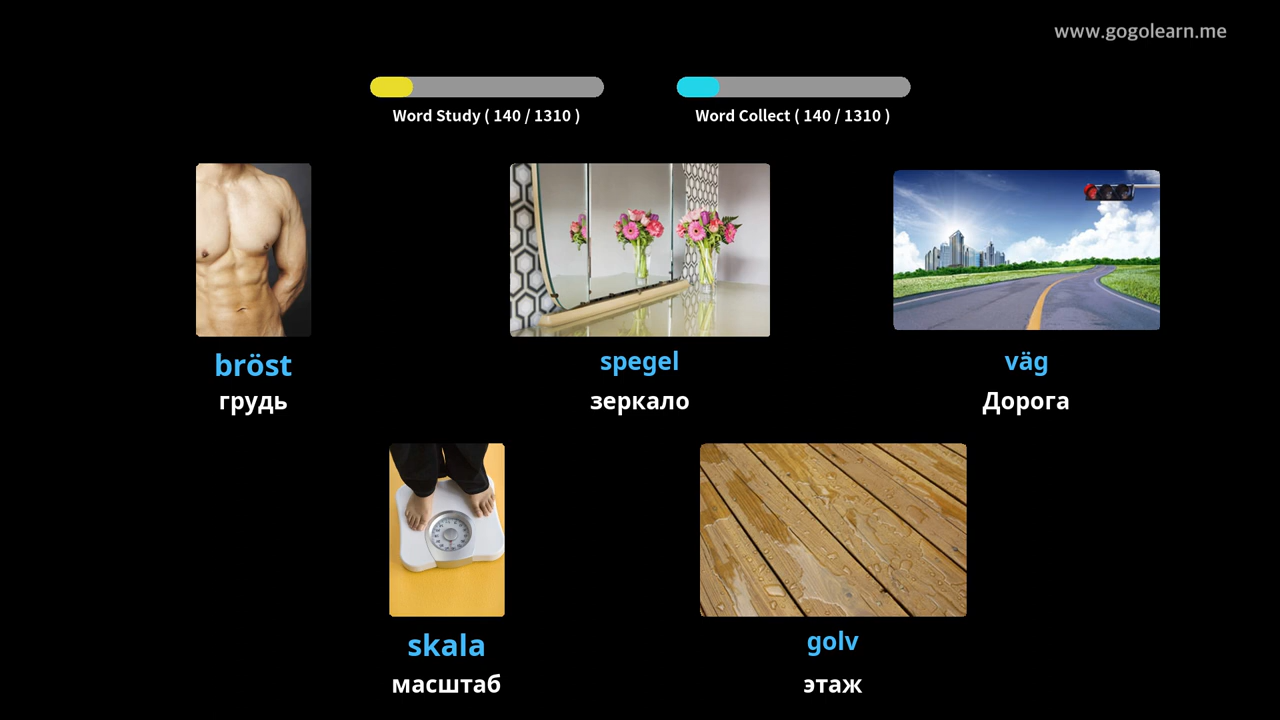 www.gogolearn.me
Word Study ( 140 / 1310 )
Word Collect ( 140 / 1310 )
bröst
грудь
spegel
зеркало
väg
Дорога
skala
масштаб
golv
этаж